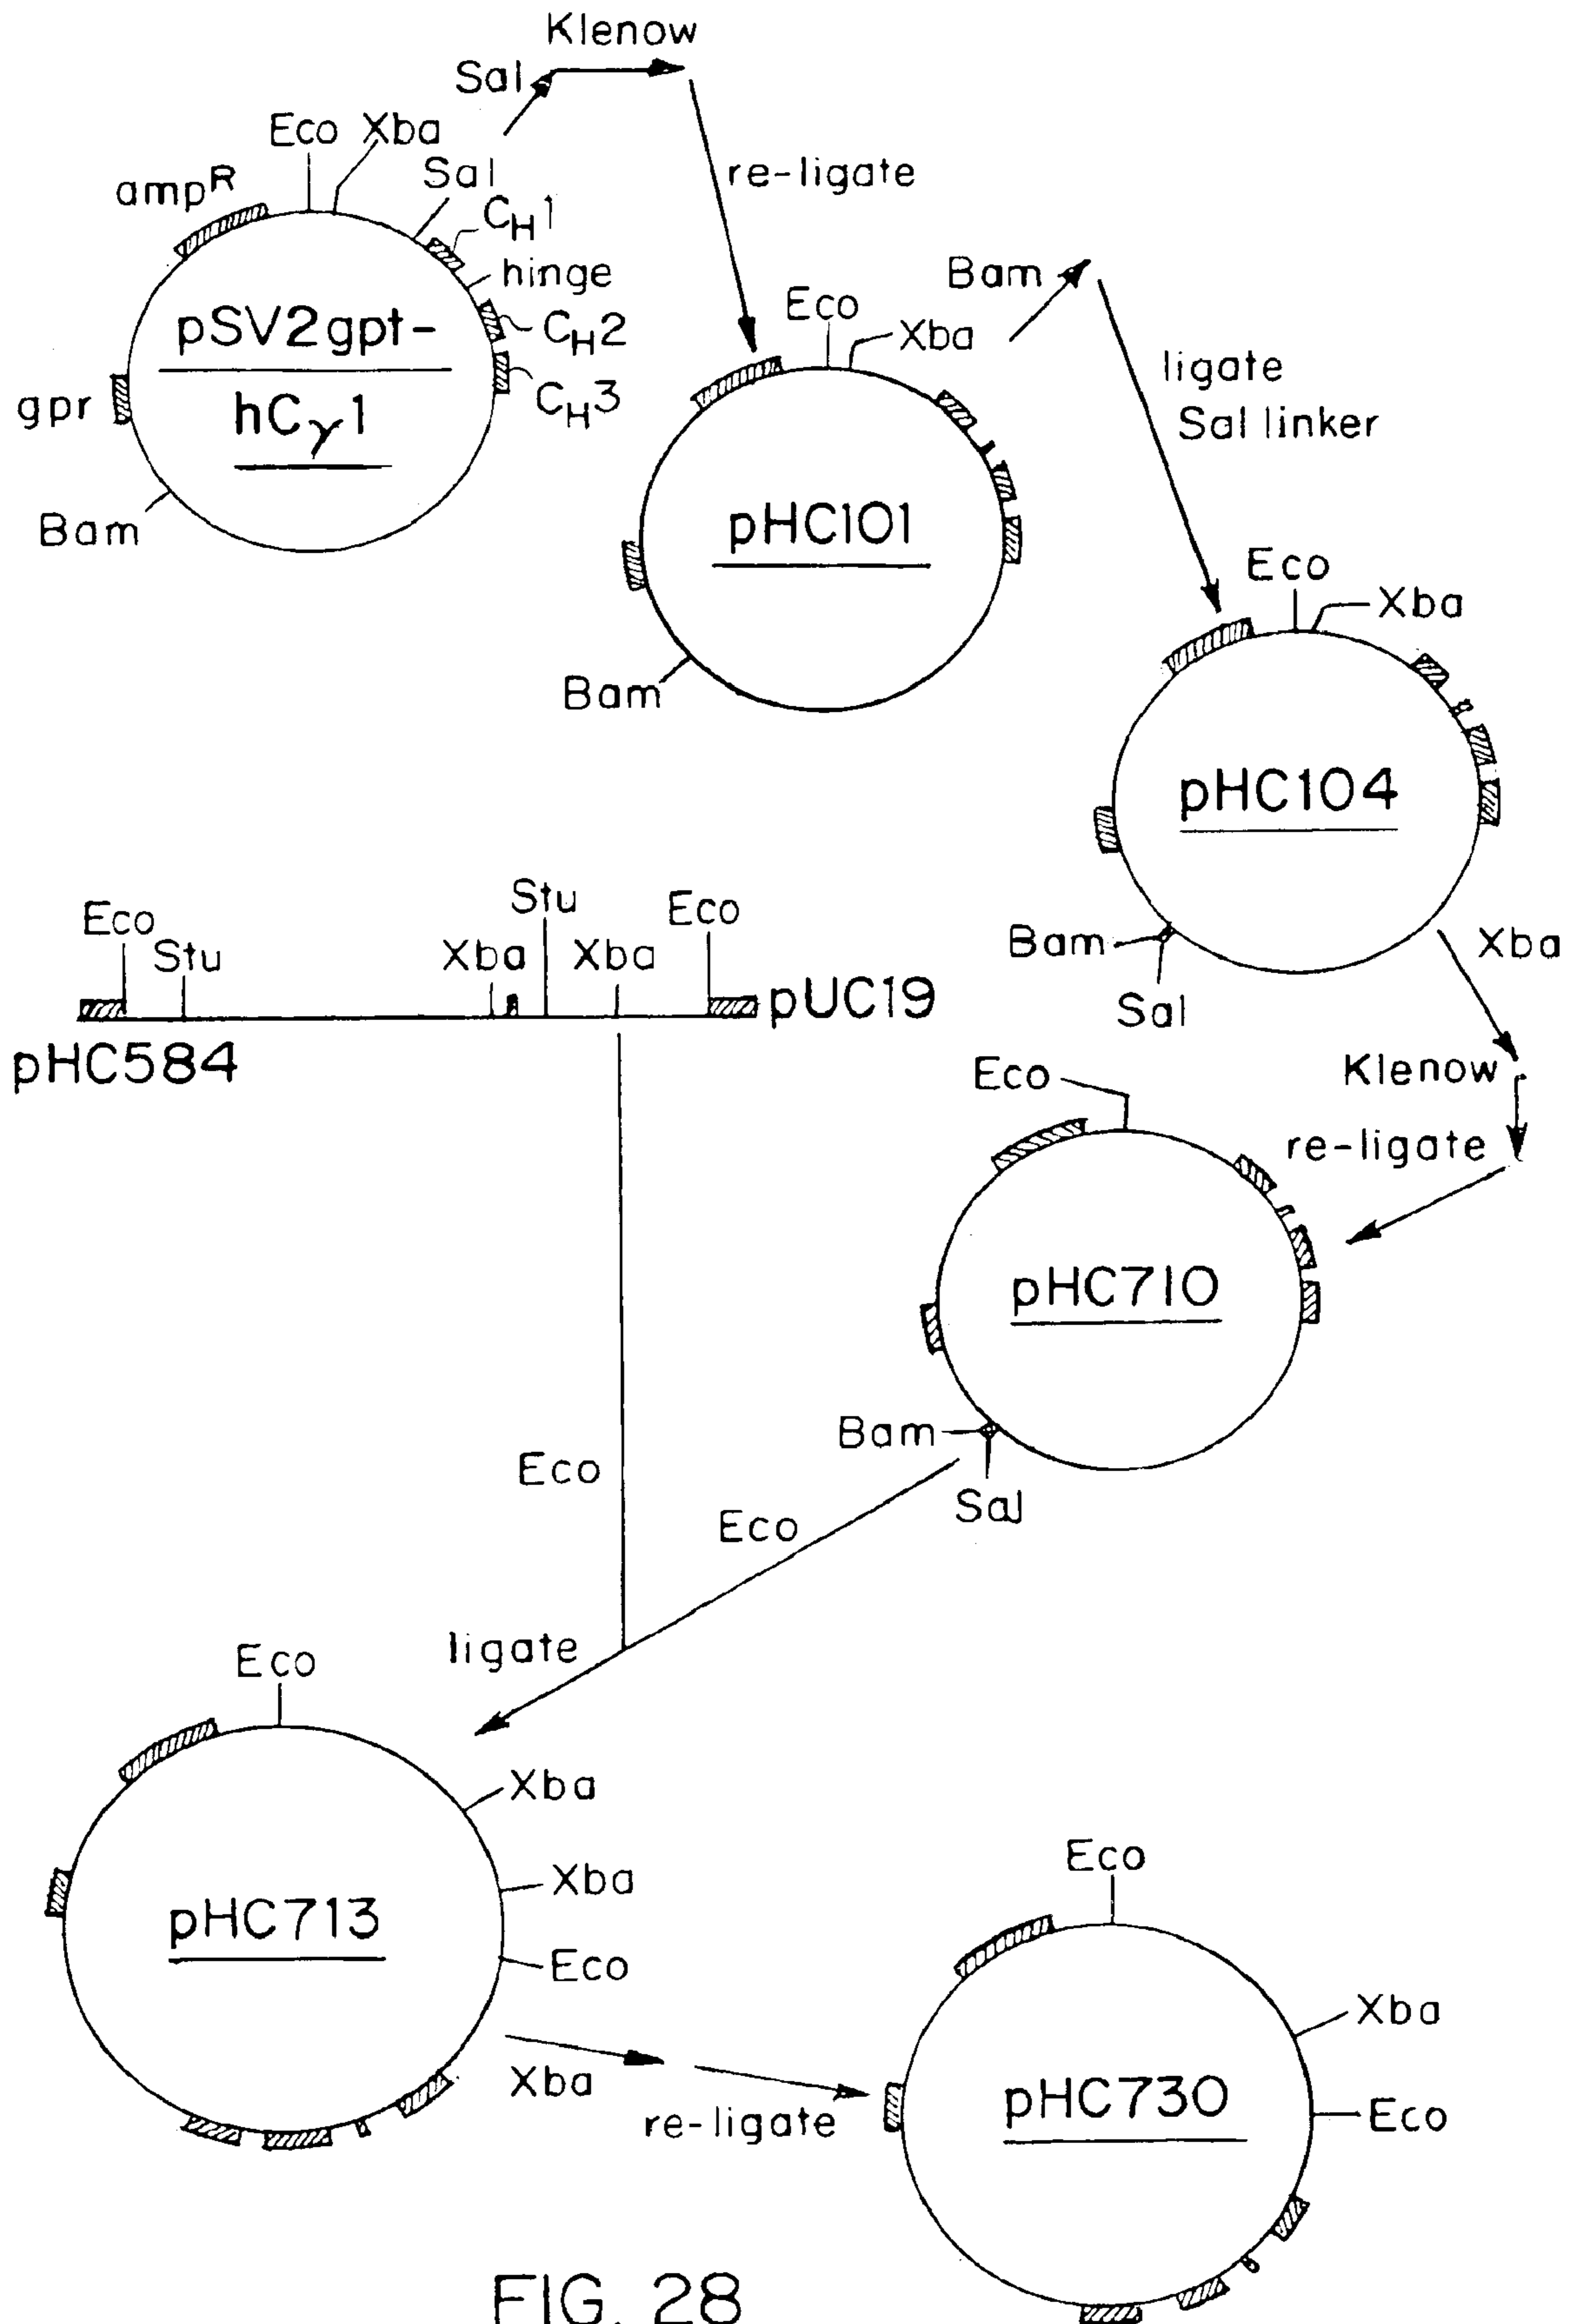 Klenow
Sal
Eco Xba
Sal
ampR
re-ligate
CH1
hinge
pSV2gpt-
CH2
hCγ1
CH3
gpr
Bam
Bam
Eco
Xba
ligate
Sal linker
pHC101
Bam
Eco
Xba
pHC104
Bam
Sal
Xba
Eco
Stu
Xba
Stu
Xba
Eco
pUC19
pHC584
Klenow
re-ligate
Eco
pHC710
Bam
Sal
Eco
Eco
ligate
Eco
Xba
Xba
pHC713
Eco
Xba
re-ligate
Eco
Xba
pHC730
Eco
FIG. 28